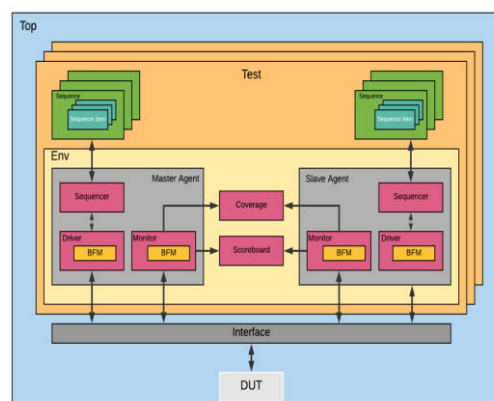 Top
Test
Sequence
Sequence Item
Sequence
Sequence Item
Env
Master Agent
Slave Agent
Sequencer
Coverage
Sequencer
Driver
BFM
Monitor
BFM
Scoreboard
Monitor
BFM
Driver
BFM
Interface
DUT